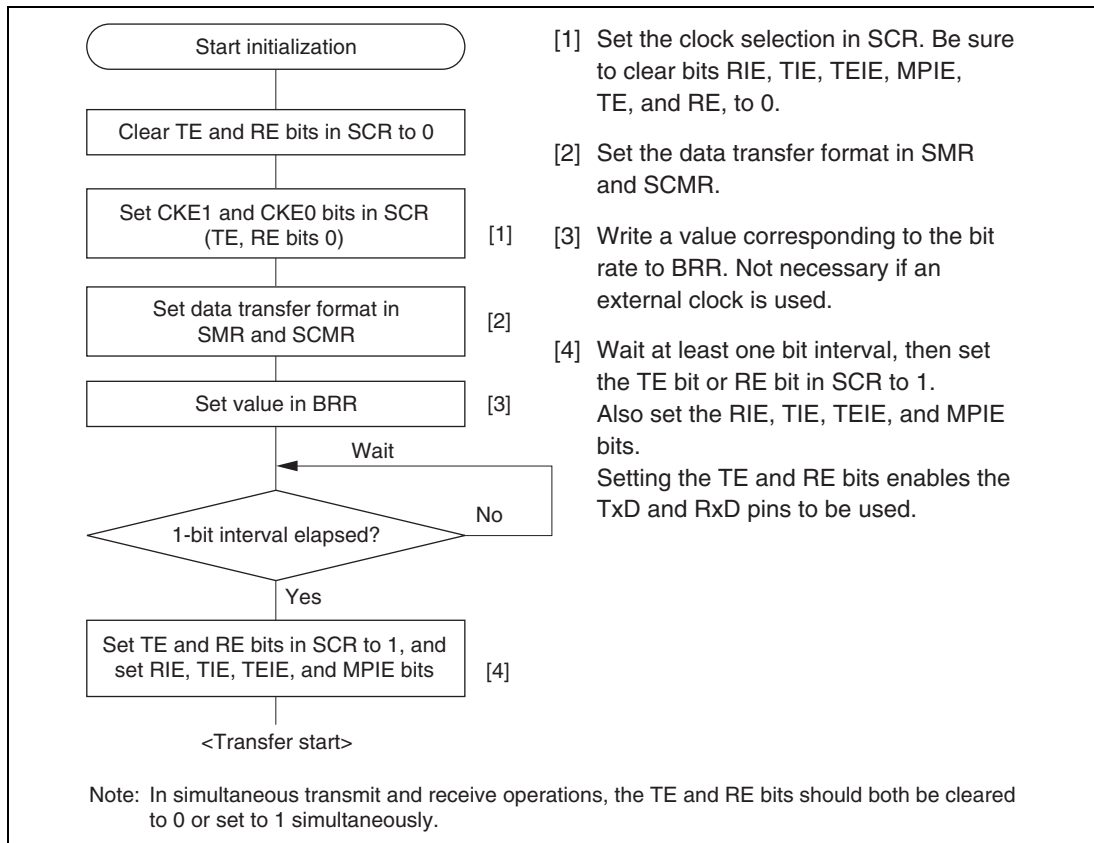 Start initialization
Clear TE and RE bits in SCR to 0
Set CKE1 and CKE0 bits in SCR
(TE, RE bits 0)
[1]
Set data transfer format in
SMR and SCMR
[2]
Set value in BRR
[3]
Wait
No
1-bit interval elapsed?
Yes
Set TE and RE bits in SCR to 1, and
set RIE, TIE, TEIE, and MPIE bits
[4]
<Transfer start>
[1] Set the clock selection in SCR. Be sure
to clear bits RIE, TIE, TEIE, MPIE,
TE, and RE, to 0.
[2] Set the data transfer format in SMR
and SCMR.
[3] Write a value corresponding to the bit
rate to BRR. Not necessary if an
external clock is used.
[4] Wait at least one bit interval, then set
the TE bit or RE bit in SCR to 1.
Also set the RIE, TIE, TEIE, and MPIE
bits.
Setting the TE and RE bits enables the
TxD and RxD pins to be used.
Note: In simultaneous transmit and receive operations, the TE and RE bits should both be cleared
to 0 or set to 1 simultaneously.